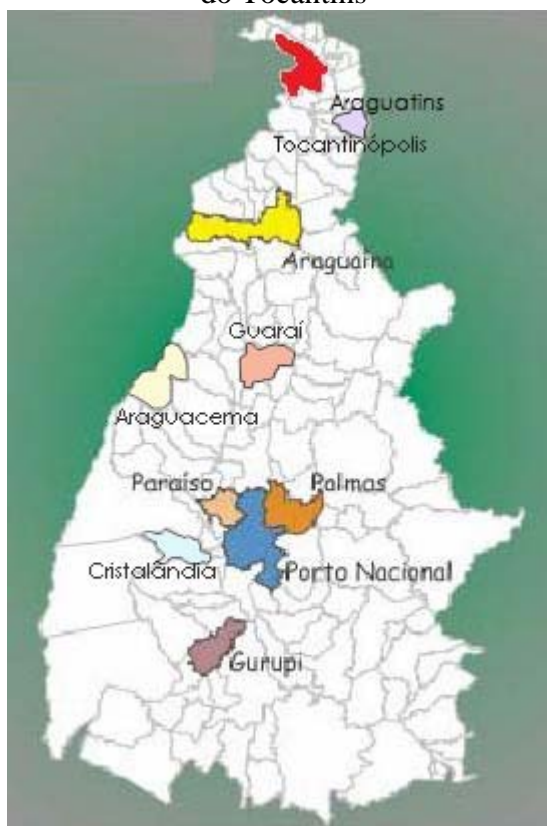 do Tocantins
Araguatins
Tocantinópolis
Araguaína
Guaraí
Araguacema
Paraíso
Palmas
Cristalândia
Porto Nacional
Gurupi